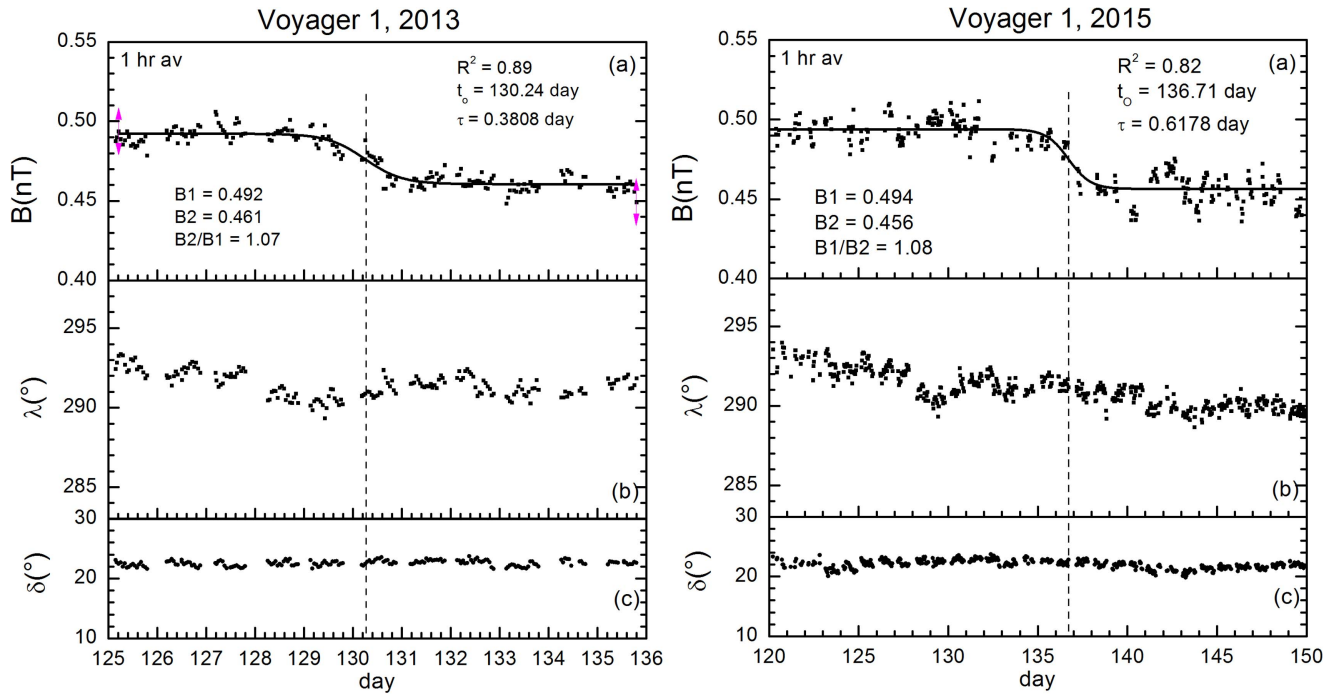 Voyager 1, 2013
0.55
1 hr av
(a)
R² = 0.89
tₒ = 130.24 day
τ = 0.3808 day
0.50
B(nT)
0.45
B1 = 0.492
B2 = 0.461
B2/B1 = 1.07
0.40
295
λ(°)
290
285
(b)
30
δ(°)
20
(c)
10
125 126 127 128 129 130 131 132 133 134 135 136
day
Voyager 1, 2015
0.55
1 hr av
(a)
R² = 0.82
t_O = 136.71 day
τ = 0.6178 day
0.50
B(nT)
0.45
B1 = 0.494
B2 = 0.456
B1/B2 = 1.08
0.40
295
λ(°)
290
285
(b)
30
δ(°)
20
(c)
10
120 125 130 135 140 145 150
day